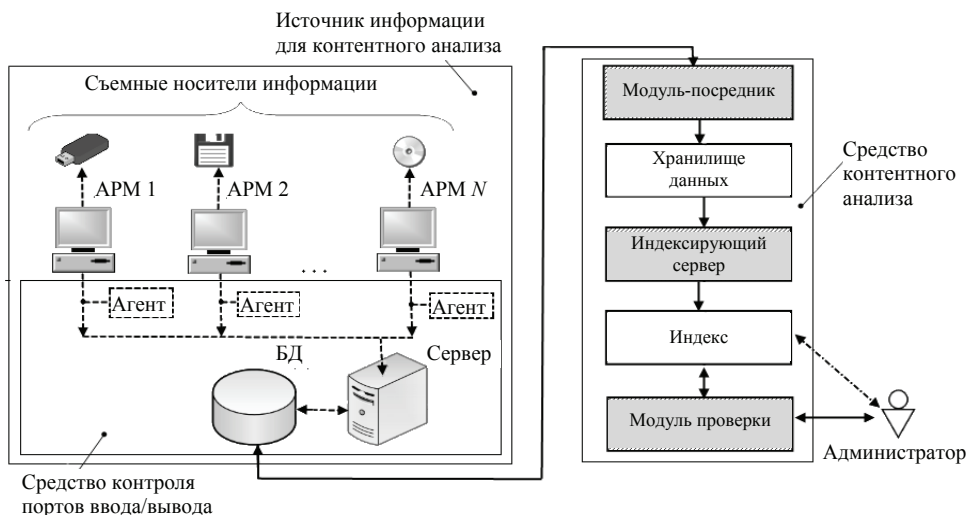 Источник информации
для контентного анализа
Съемные носители информации
АРМ 1
АРМ 2
АРМ N
...
Агент
Агент
Агент
БД
Сервер
Средство контроля
портов ввода/вывода
Модуль-посредник
Хранилище
данных
Индексирующий
сервер
Индекс
Модуль проверки
Средство
контентного
анализа
Администратор